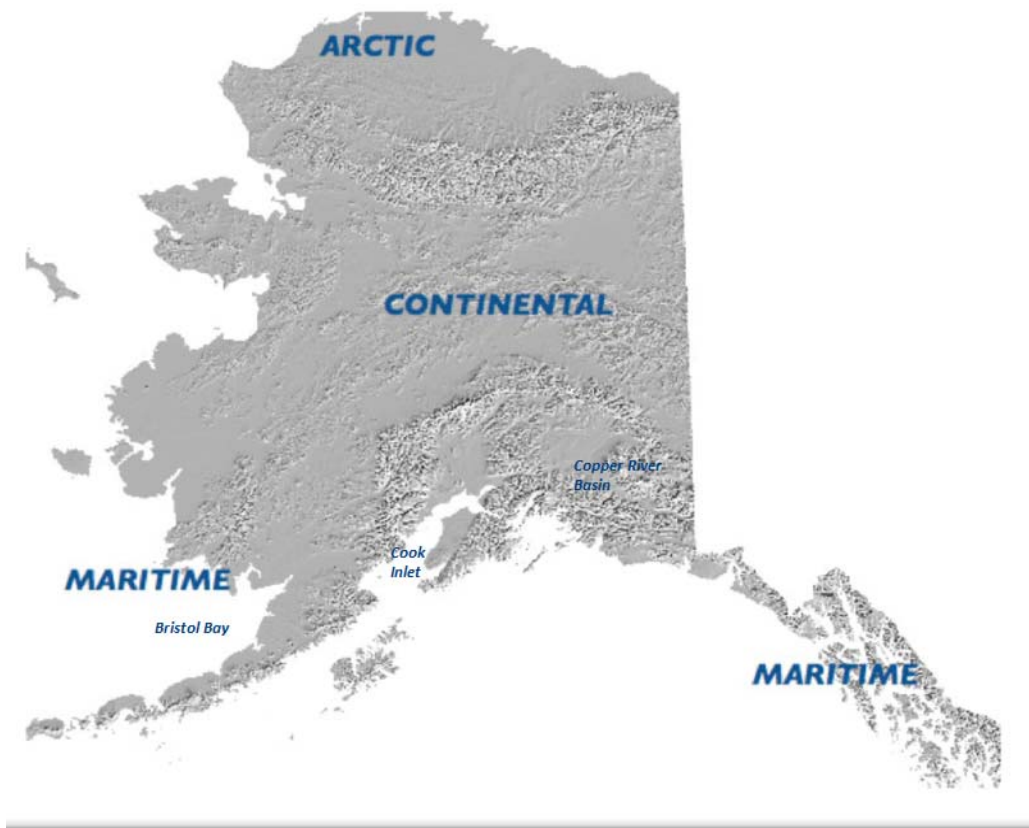 ARCTIC
CONTINENTAL
Copper River
Basin
Cook
Inlet
MARITIME
Bristol Bay
MARITIME